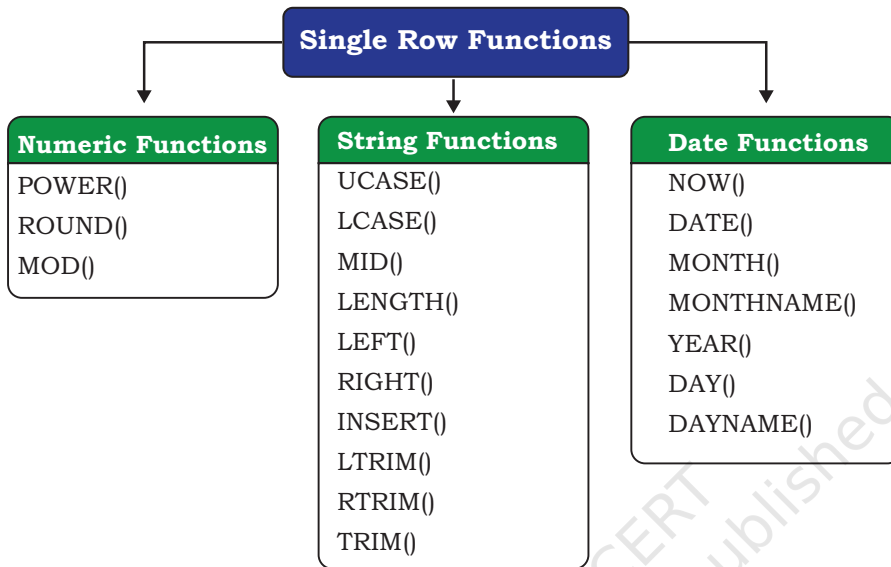 Single Row Functions
Numeric Functions
POWER()
ROUND()
MOD()
String Functions
UCASE()
LCASE()
MID()
LENGTH()
LEFT()
RIGHT()
INSERT()
LTRIM()
RTRIM()
TRIM()
Date Functions
NOW()
DATE()
MONTH()
MONTHNAME()
YEAR()
DAY()
DAYNAME()